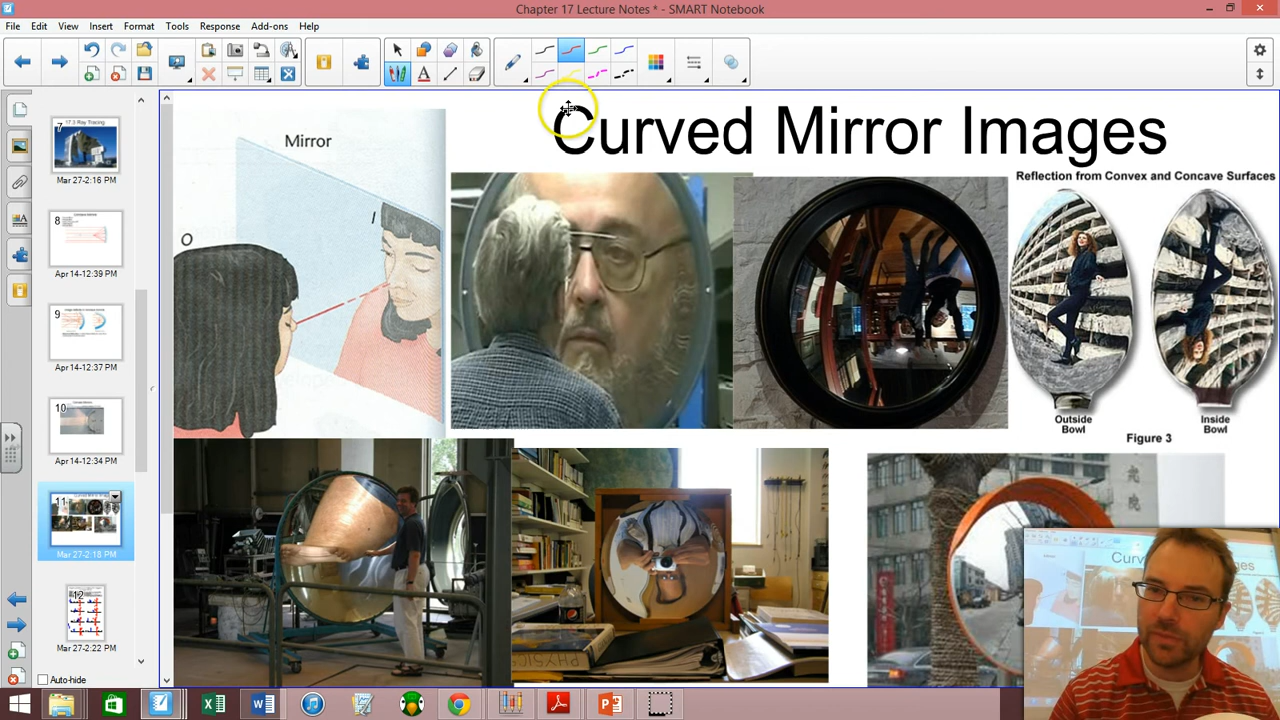 Chapter 17 Lecture Notes * - SMART Notebook
File Edit View Insert Format Tools Response Add-ons Help
Curved Mirror Images
Mirror
O
I
Reflection from Convex and Concave Surfaces
Outside
Bowl
Inside
Bowl
Figure 3
7
17.3 Ray Tracing
Mar 27-2:16 PM
8
Apr 14-12:39 PM
9
Apr 14-12:37 PM
10
Apr 14-12:34 PM
11
Mar 27-2:18 PM
12
Mar 27-2:22 PM
Auto-hide
PHYSICS